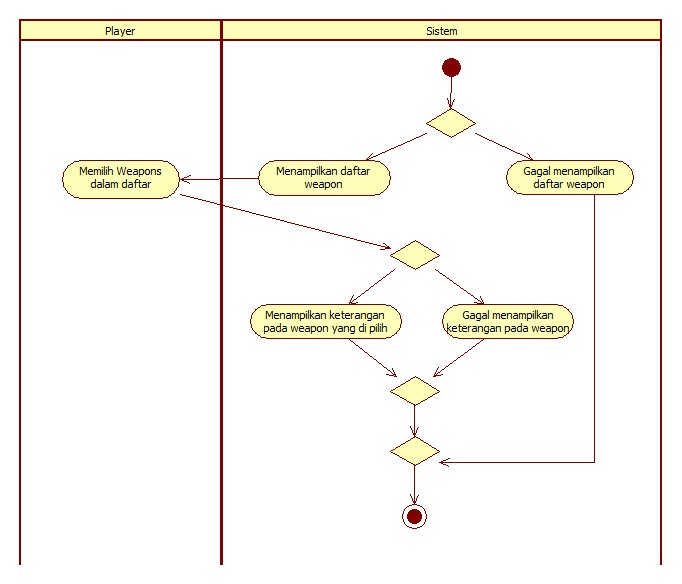 Player
Sistem
Menampilkan daftar
weapon
Gagal menampilkan
daftar weapon
Memilih Weapons
dalam daftar
Menampilkan keterangan
pada weapon yang di pilih
Gagal menampilkan
keterangan pada weapon